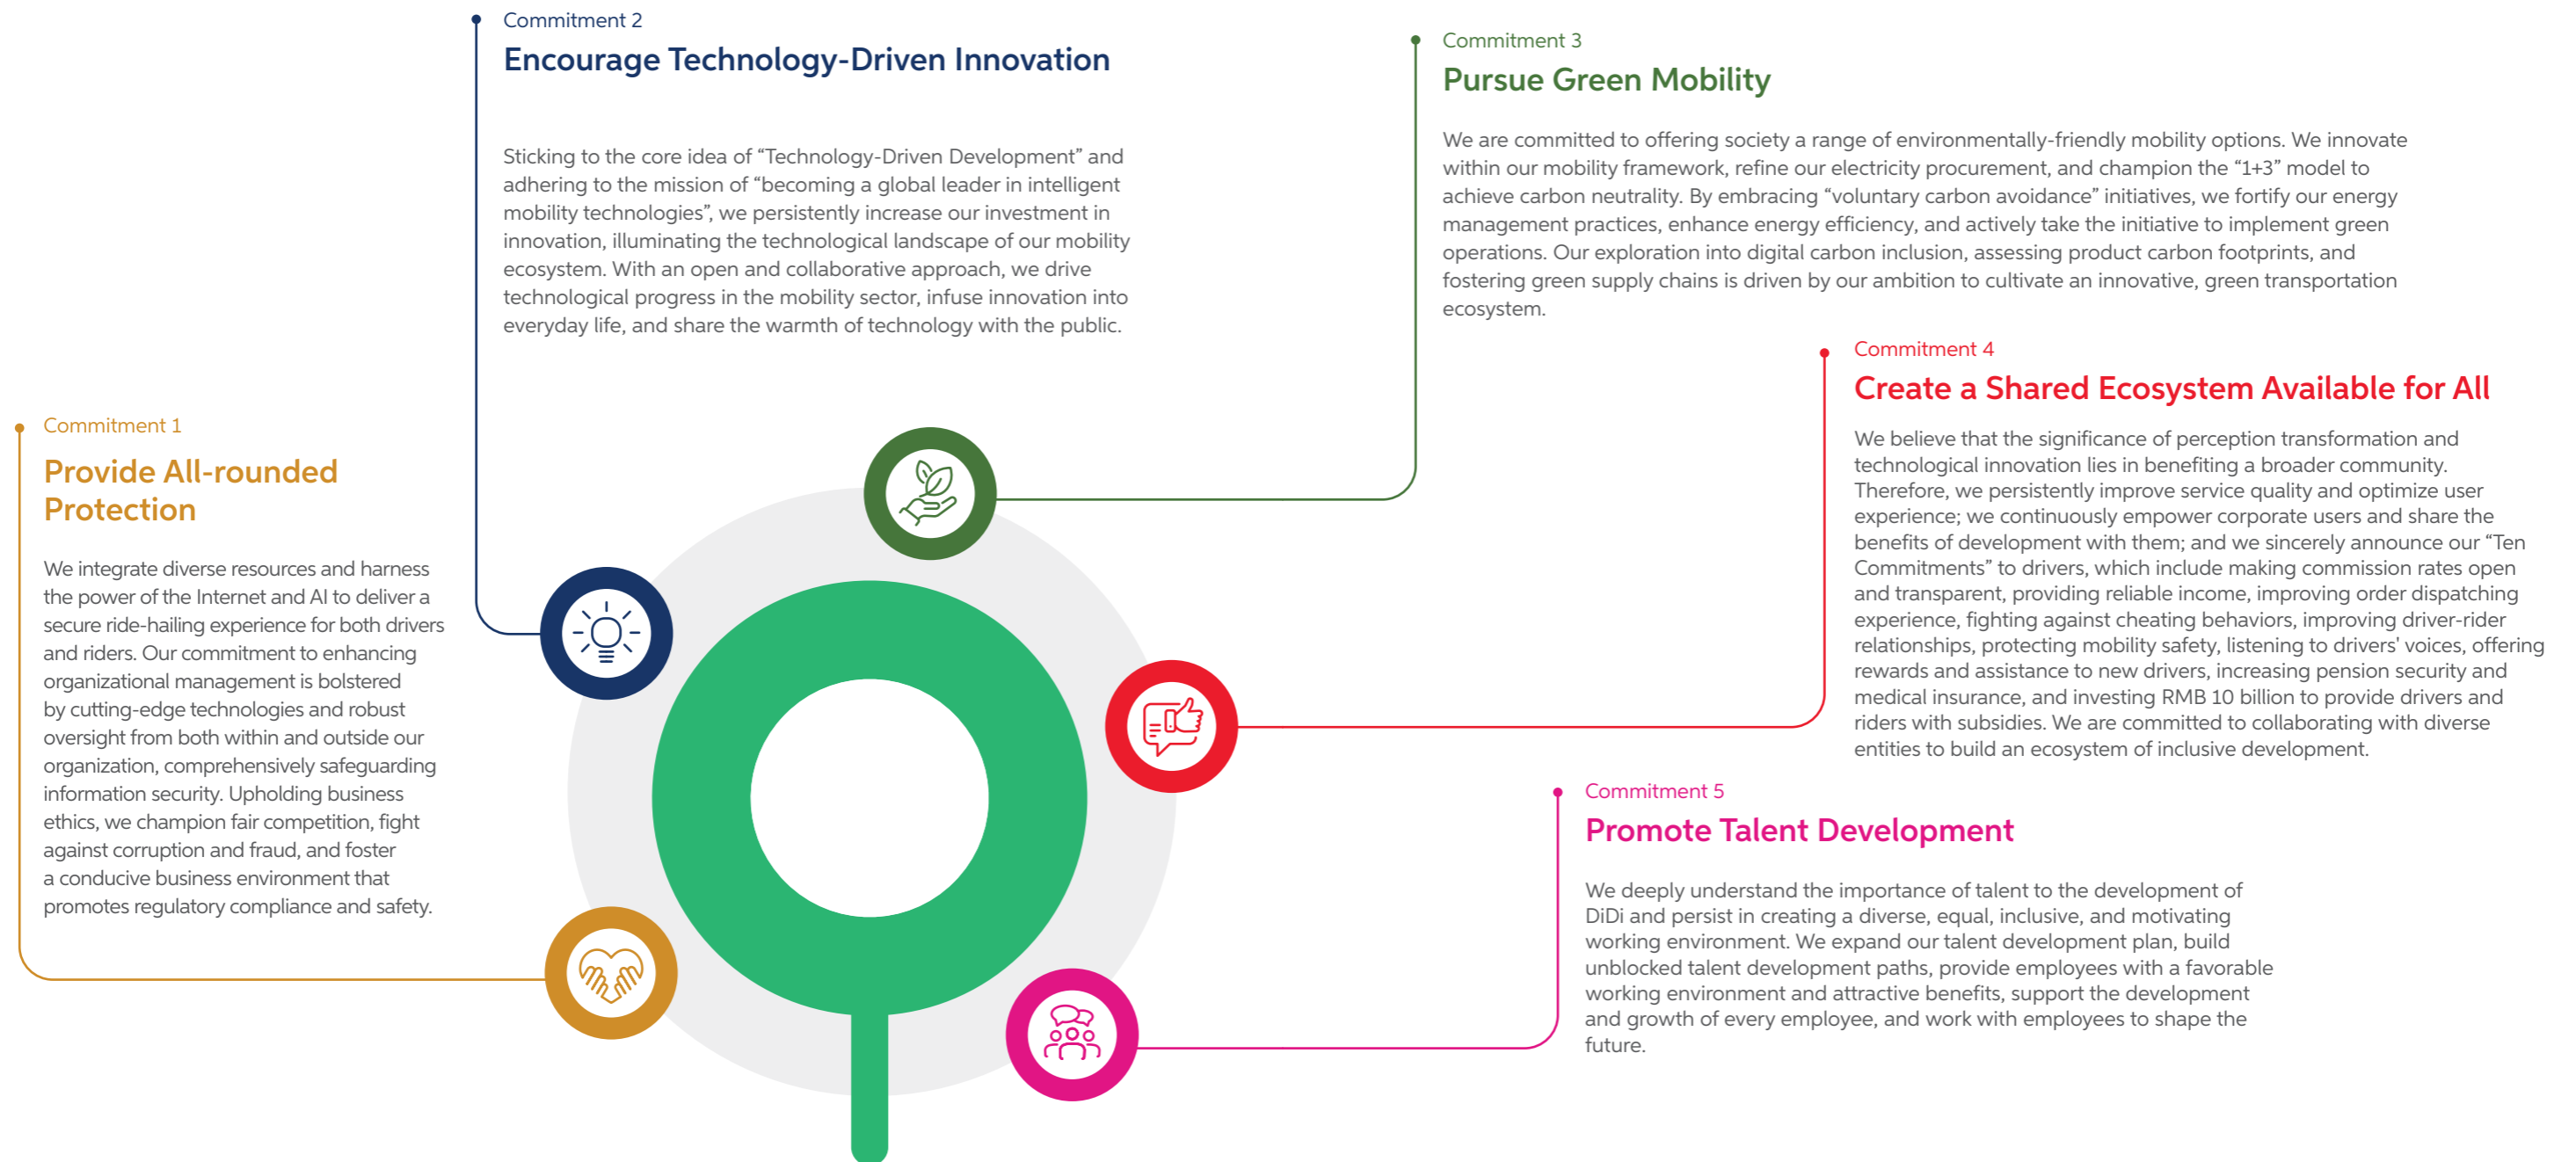 Commitment 1
Provide All-rounded
Protection
We integrate diverse resources and harness
the power of the Internet and AI to deliver a
secure ride-hailing experience for both drivers
and riders. Our commitment to enhancing
organizational management is bolstered
by cutting-edge technologies and robust
oversight from both within and outside our
organization, comprehensively safeguarding
information security. Upholding business
ethics, we champion fair competition, fight
against corruption and fraud, and foster
a conducive business environment that
promotes regulatory compliance and safety.
Commitment 2
Encourage Technology-Driven Innovation
Sticking to the core idea of “Technology-Driven Development” and
adhering to the mission of “becoming a global leader in intelligent
mobility technologies”, we persistently increase our investment in
innovation, illuminating the technological landscape of our mobility
ecosystem. With an open and collaborative approach, we drive
technological progress in the mobility sector, infuse innovation into
everyday life, and share the warmth of technology with the public.
Commitment 3
Pursue Green Mobility
We are committed to offering society a range of environmentally-friendly mobility options. We innovate
within our mobility framework, refine our electricity procurement, and champion the “1+3” model to
achieve carbon neutrality. By embracing “voluntary carbon avoidance” initiatives, we fortify our energy
management practices, enhance energy efficiency, and actively take the initiative to implement green
operations. Our exploration into digital carbon inclusion, assessing product carbon footprints, and
fostering green supply chains is driven by our ambition to cultivate an innovative, green transportation
ecosystem.
Commitment 4
Create a Shared Ecosystem Available for All
We believe that the significance of perception transformation and
technological innovation lies in benefiting a broader community.
Therefore, we persistently improve service quality and optimize user
experience; we continuously empower corporate users and share the
benefits of development with them; and we sincerely announce our “Ten
Commitments” to drivers, which include making commission rates open
and transparent, providing reliable income, improving order dispatching
experience, fighting against cheating behaviors, improving driver-rider
relationships, protecting mobility safety, listening to drivers' voices, offering
rewards and assistance to new drivers, increasing pension security and
medical insurance, and investing RMB 10 billion to provide drivers and
riders with subsidies. We are committed to collaborating with diverse
entities to build an ecosystem of inclusive development.
Commitment 5
Promote Talent Development
We deeply understand the importance of talent to the development of
DiDi and persist in creating a diverse, equal, inclusive, and motivating
working environment. We expand our talent development plan, build
unblocked talent development paths, provide employees with a favorable
working environment and attractive benefits, support the development
and growth of every employee, and work with employees to shape the
future.